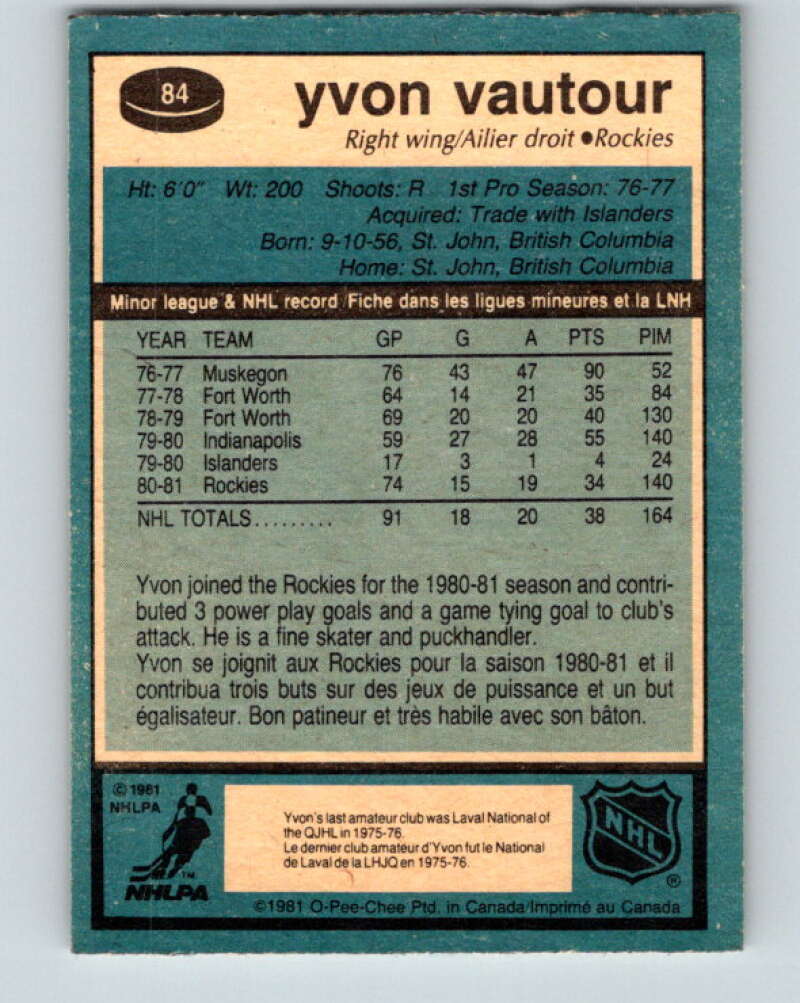 84
yvon vautour
Right wing/Ailier droit ●Rockies
Ht: 6'0" Wt: 200 Shoots: R 1st Pro Season: 76-77
Acquired: Trade with Islanders
Born: 9-10-56, St. John, British Columbia
Home: St. John, British Columbia
Minor league & NHL record/Fiche dans les ligues mineures et la LNH
YEAR TEAM GP G A PTS PIM
76-77 Muskegon 76 43 47 90 52
77-78 Fort Worth 64 14 21 35 84
78-79 Fort Worth 69 20 20 40 130
79-80 Indianapolis 59 27 28 55 140
79-80 Islanders 17 3 1 4 24
80-81 Rockies 74 15 19 34 140
NHL TOTALS......... 91 18 20 38 164
Yvon joined the Rockies for the 1980-81 season and contri-
buted 3 power play goals and a game tying goal to club's
attack. He is a fine skater and puckhandler.
Yvon se joignit aux Rockies pour la saison 1980-81 et il
contribua trois buts sur des jeux de puissance et un but
égalisateur. Bon patineur et très habile avec son bâton.
© 1981
NHLPA
TM
NHLPA
Yvon's last amateur club was Laval National of
the QJHL in 1975-76.
Le dernier club amateur d'Yvon fut le National
de Laval de la LHJQ en 1975-76.
NHL
®
©1981 O-Pee-Chee Ptd. in Canada/Imprimé au Canada